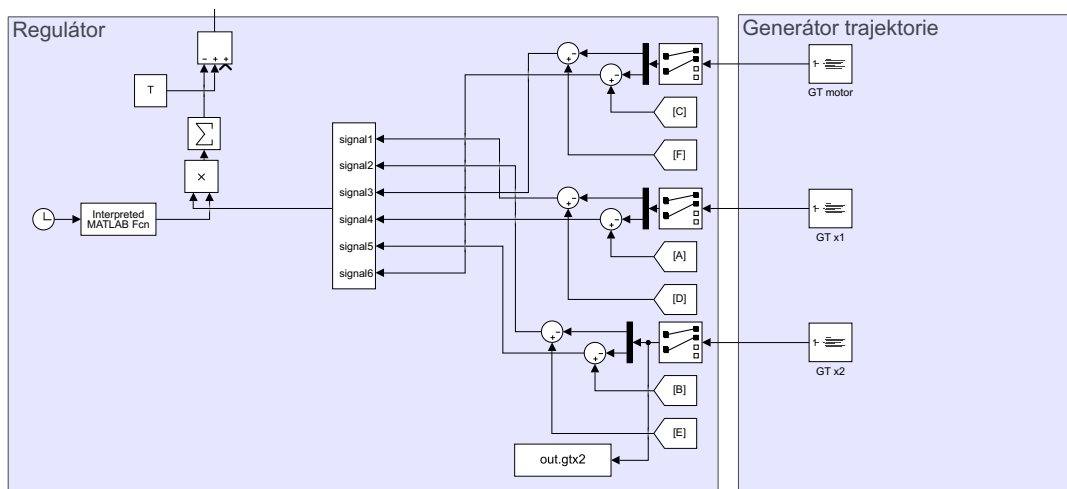 Regulátor
Generátor trajektorie
- + +
T
Σ
×
Interpreted
MATLAB Fcn
signal1
signal2
signal3
signal4
signal5
signal6
[C]
[F]
[A]
[D]
[B]
[E]
out.gtx2
GT motor
GT x1
GT x2